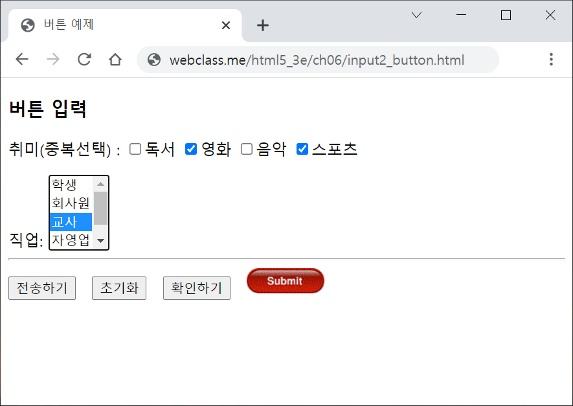 버튼 예제
webclass.me/html5_3e/ch06/input2_button.html
버튼 입력
취미(중복선택) : 독서 영화 음악 스포츠
학생
회사원
교사
직업: 자영업
전송하기 초기화 확인하기 Submit